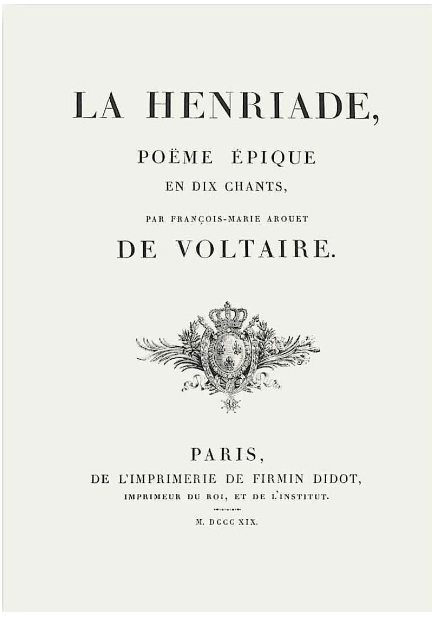 LA HENRIADE,
POËME ÉPIQUE
EN DIX CHANTS,
PAR FRANÇOIS-MARIE AROUET
DE VOLTAIRE.
PARIS,
DE L'IMPRIMERIE DE FIRMIN DIDOT,
IMPRIMEUR DU ROI, ET DE L'INSTITUT.
M. DCCC XIX.